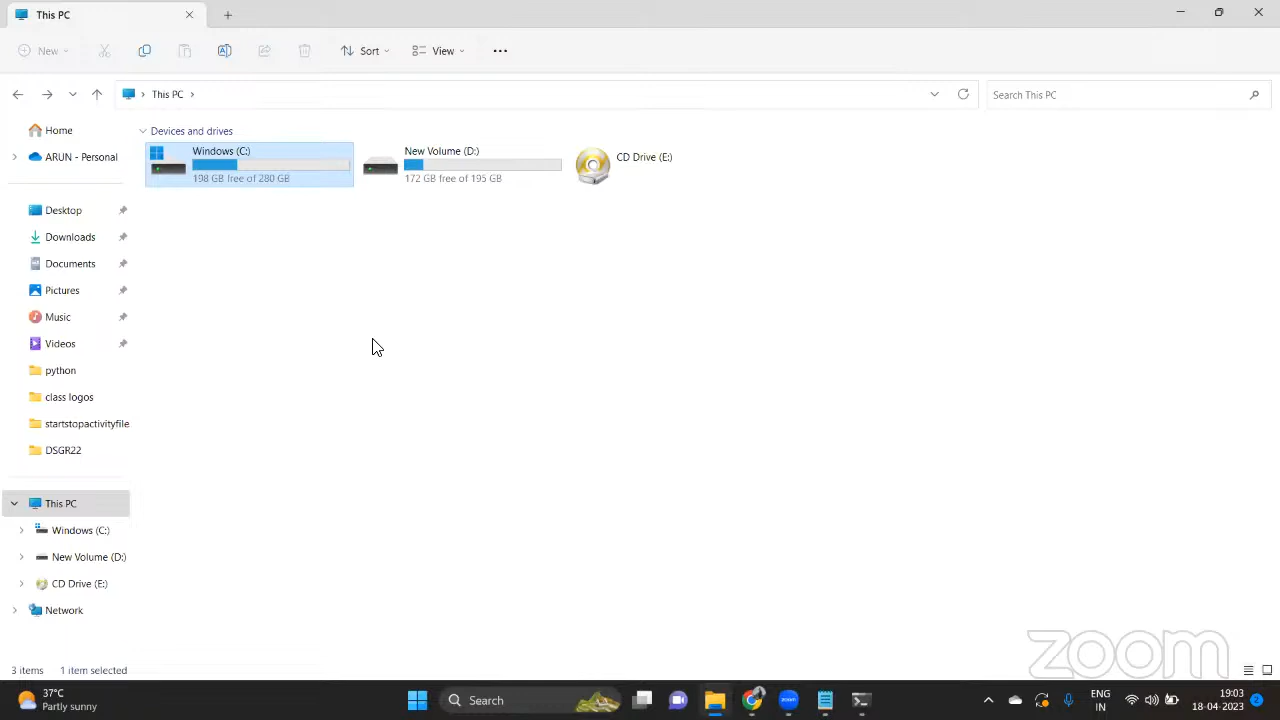 This PC
New
Sort
View
This PC
Search This PC
Home
ARUN - Personal
Desktop
Downloads
Documents
Pictures
Music
Videos
python
class logos
startstopactivityfile
DSGR22
This PC
Windows (C:)
New Volume (D:)
CD Drive (E:)
Network
Devices and drives
Windows (C:)
198 GB free of 280 GB
New Volume (D:)
172 GB free of 195 GB
CD Drive (E:)
3 items
1 item selected
zoom
37°C
Partly sunny
Search
zoom
ENG
IN
19:03
18-04-2023
2